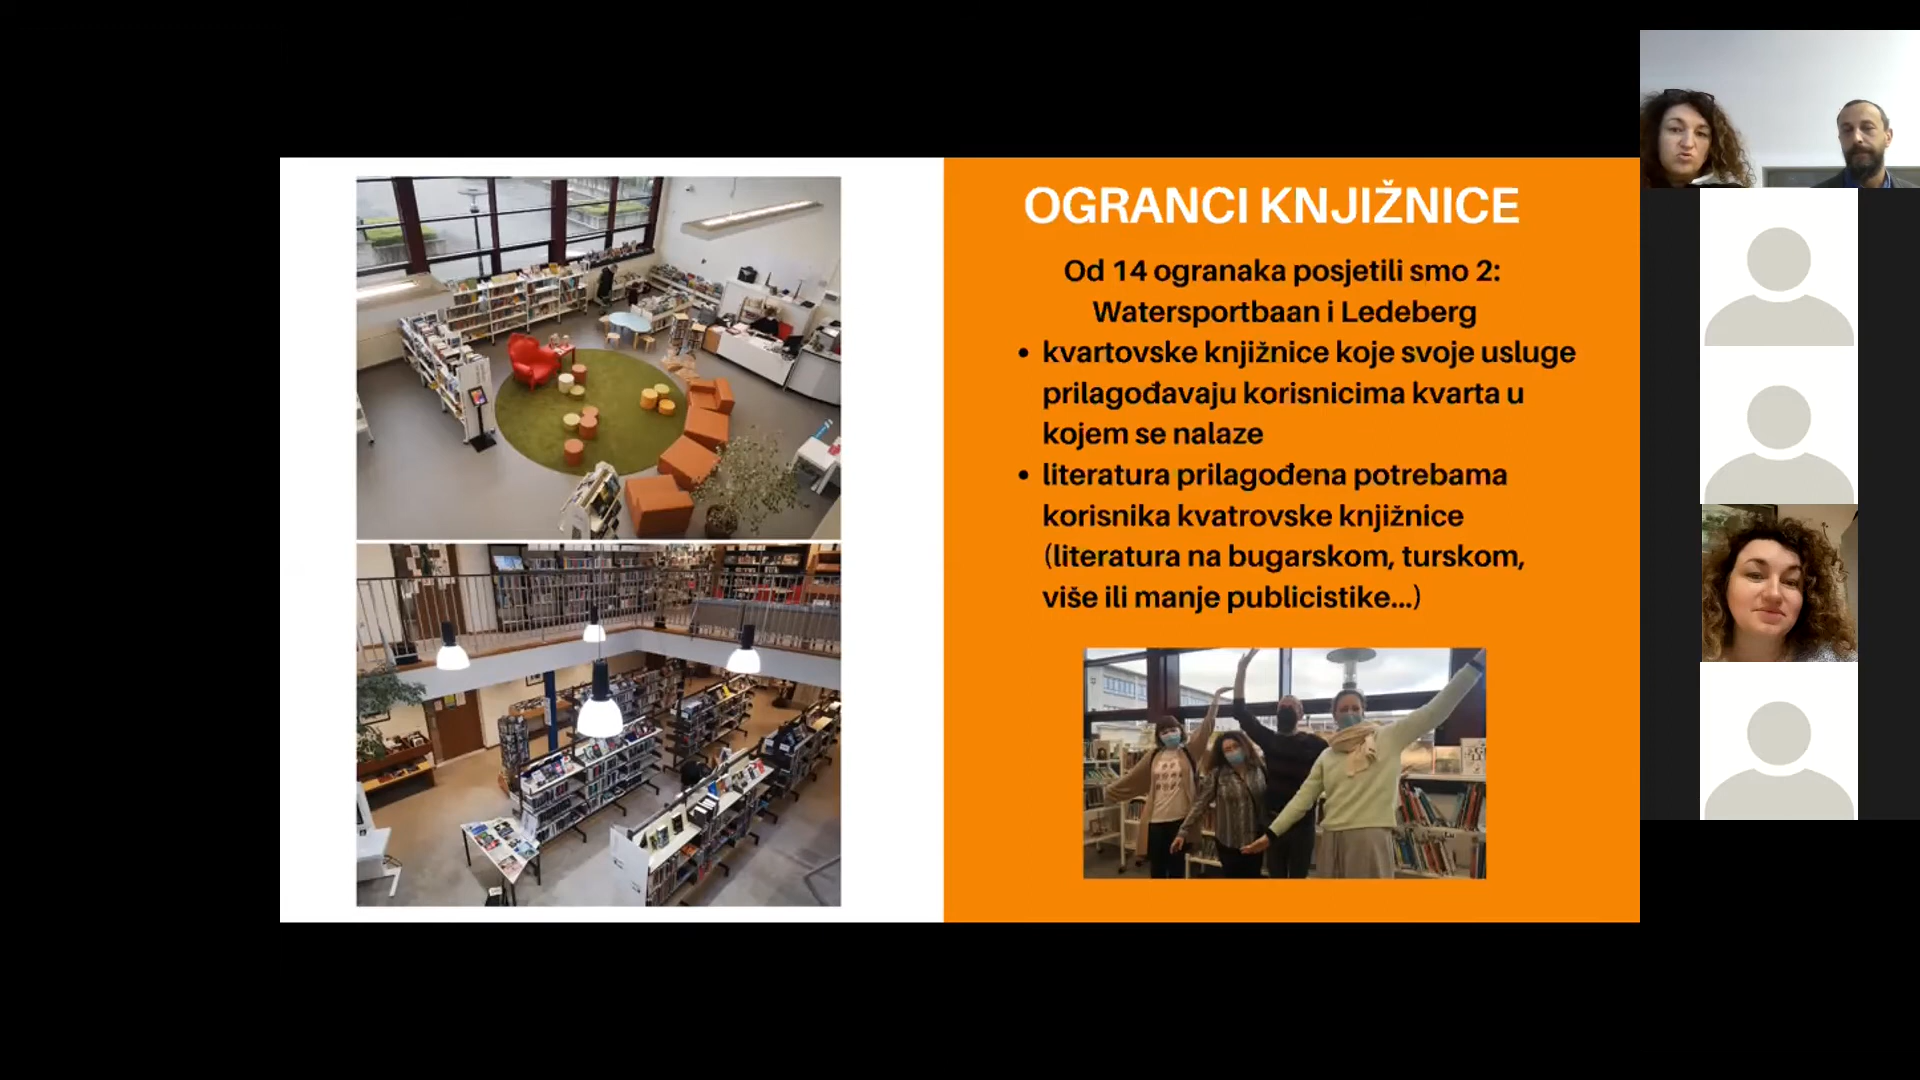 OGRANCI KNJIŽNICE
Od 14 ogranaka posjetili smo 2:
Watersportbaan i Ledeberg
• kvartovske knjižnice koje svoje usluge
prilagođavaju korisnicima kvarta u
kojem se nalaze
• literatura prilagođena potrebama
korisnika kvatrovske knjižnice
(literatura na bugarskom, turskom,
više ili manje publicistike...)